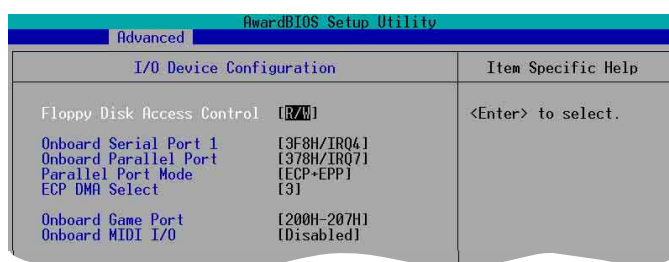 AwardBIOS Setup Utility
Advanced
I/O Device Configuration
Item Specific Help
Floppy Disk Access Control [R/W]
<Enter> to select.
Onboard Serial Port 1 [3F8H/IRQ4]
Onboard Parallel Port [378H/IRQ7]
Parallel Port Mode [ECP+EPP]
ECP DMA Select [3]
Onboard Game Port [200H-207H]
Onboard MIDI I/O [Disabled]